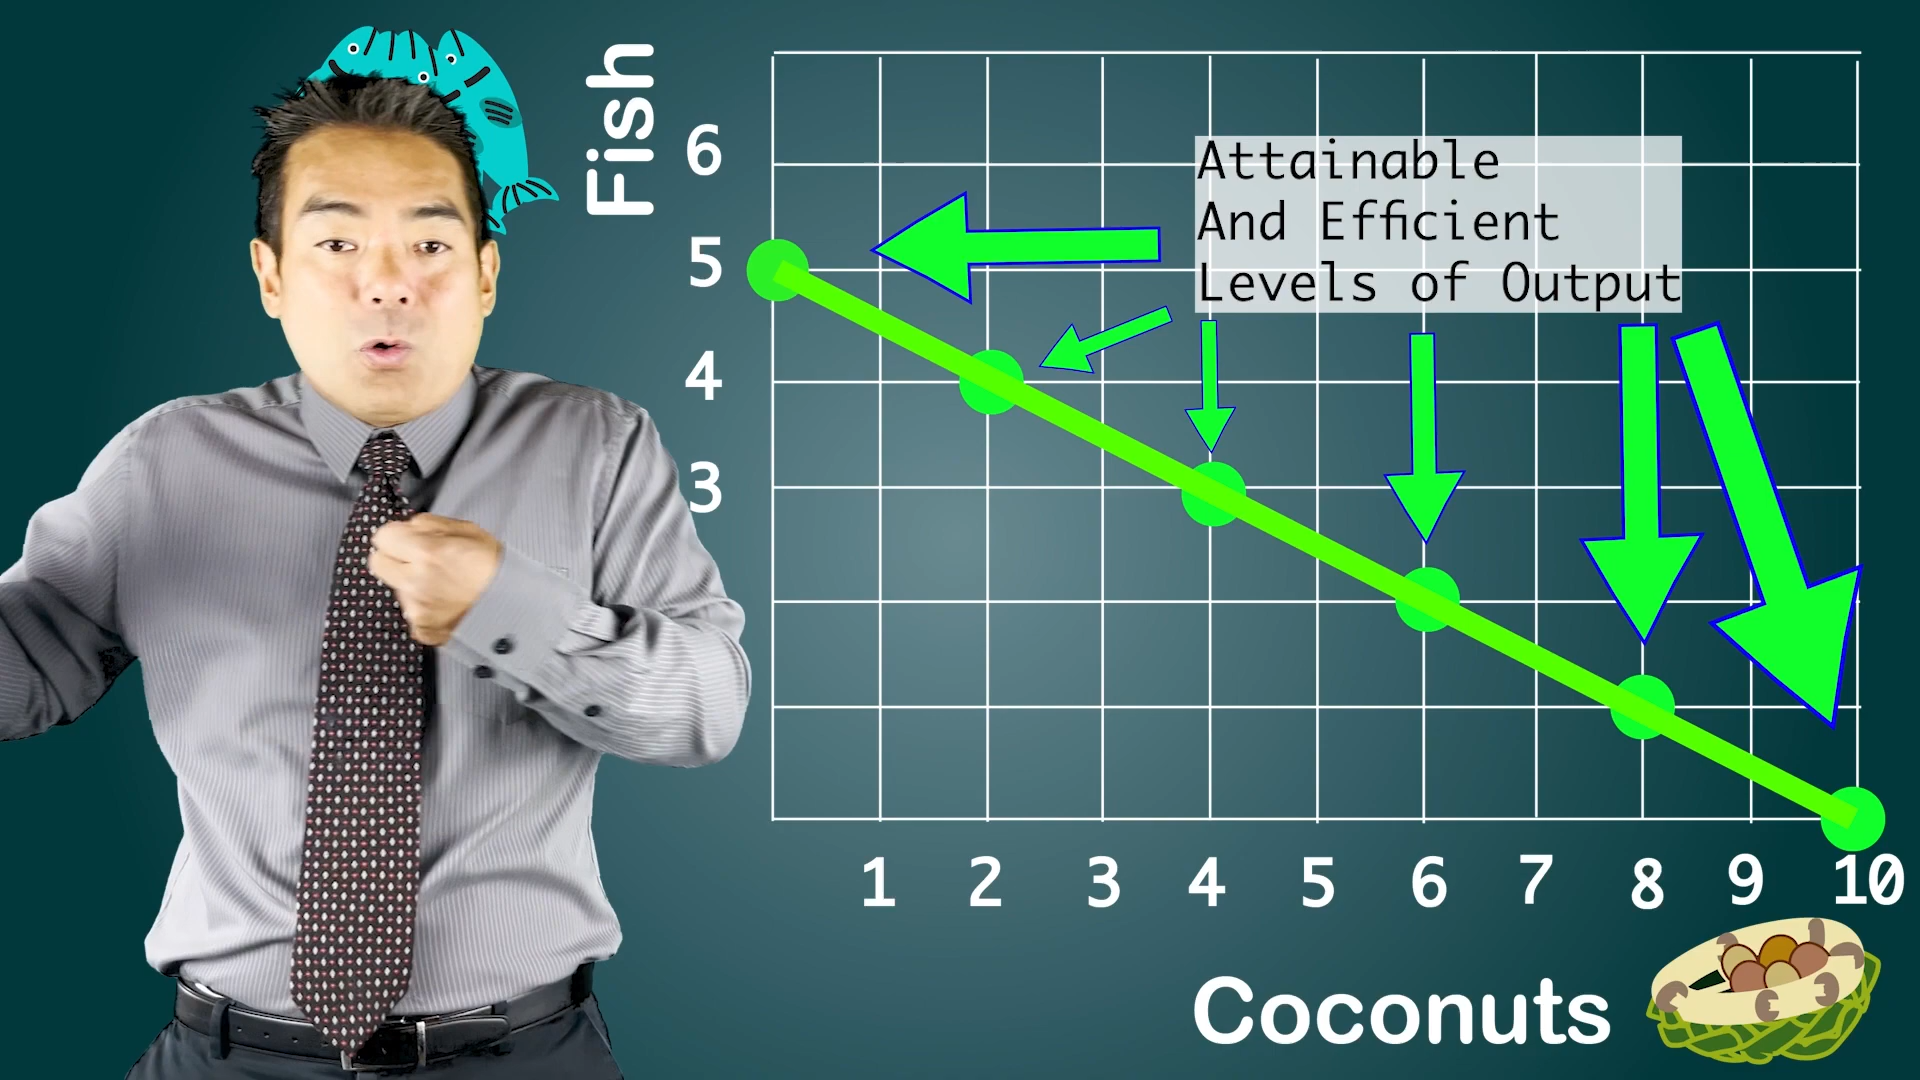 Fish
6
5
4
3
Attainable
And Efficient
Levels of Output
1 2 3 4 5 6 7 8 9 10
Coconuts